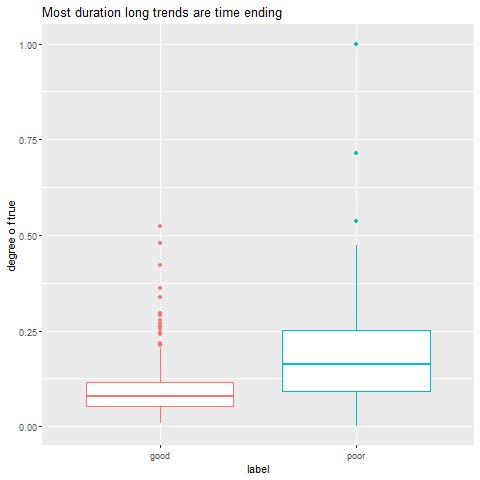 Most duration long trends are time ending
degree of true
1.00
0.75
0.50
0.25
0.00
good
poor
label